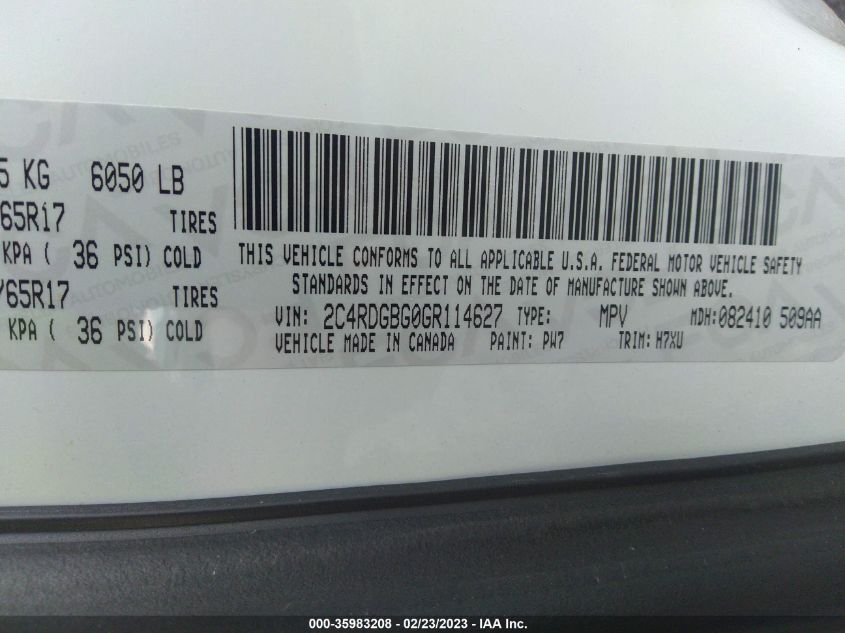 5 KG 6050 LB
65R17 TIRES
KPA ( 36 PSI) COLD
/65R17 TIRES
KPA ( 36 PSI) COLD
THIS VEHICLE CONFORMS TO ALL APPLICABLE U.S.A. FEDERAL MOTOR VEHICLE SAFETY
STANDARDS IN EFFECT ON THE DATE OF MANUFACTURE SHOWN ABOVE.
VIN: 2C4RDGBG0GR114627 TYPE: MPV MDH:082410 509AA
VEHICLE MADE IN CANADA PAINT: PW7 TRIM: H7XU
000-35983208 - 02/23/2023 - IAA Inc.